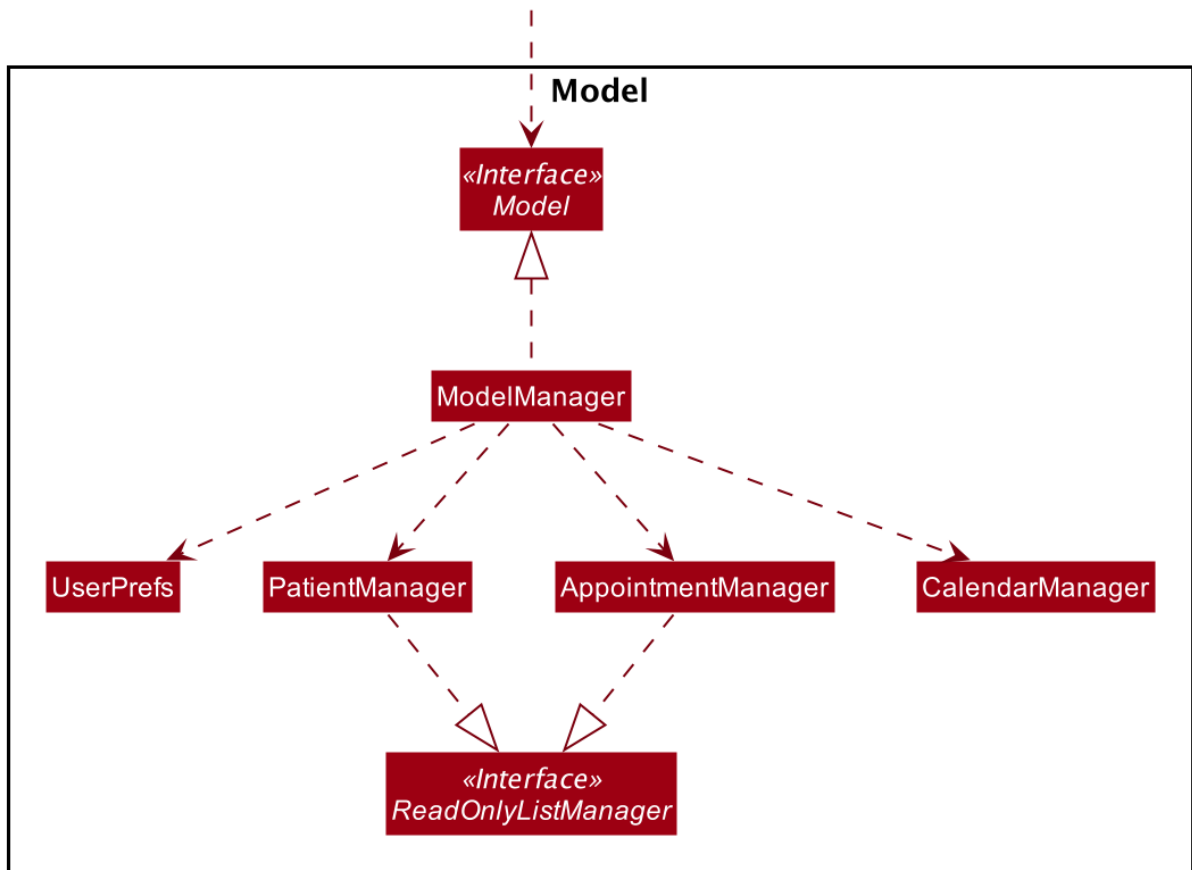 Model
«Interface»
Model
ModelManager
UserPrefs
PatientManager
AppointmentManager
CalendarManager
«Interface»
ReadOnlyListManager